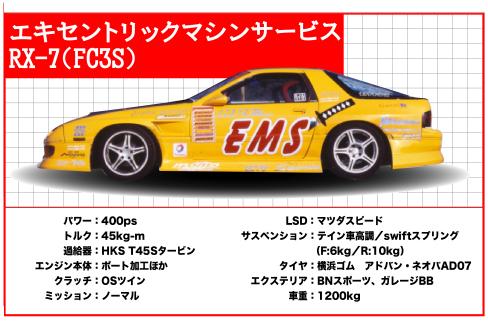 エキセントリックマシンサービス
RX-7(FC3S)
EMS
パワー：400ps
トルク：45kg-m
過給器：HKS T45Sタービン
エンジン本体：ポート加工ほか
クラッチ：OSツイン
ミッション：ノーマル
LSD：マツダスピード
サスペンション：テイン車高調／swiftスプリング
(F:6kg／R:10kg)
タイヤ：横浜ゴム　アドバン・ネオバAD07
エクステリア：BNスポーツ、ガレージBB
車重：1200kg